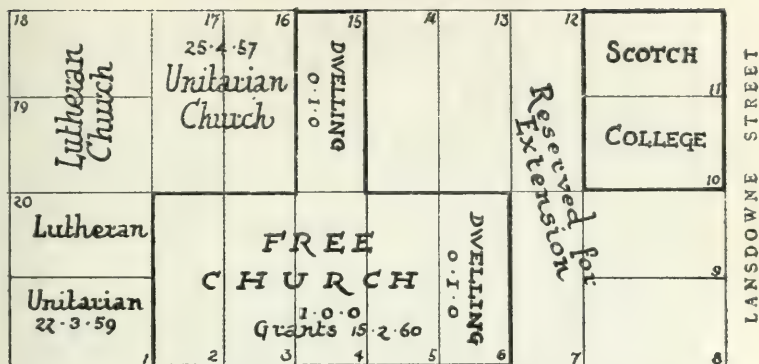 18
17
16
15
14
13
12
25·4·57
Unitarian
Church
DWELLING
0·1·0
SCOTCH
11
19
Lutheran
Church
Reserved for
Extension
COLLEGE
10
LANSDOWNE STREET
20
Lutheran
FREE
CHURCH
1·0·0
Grants 15·2·60
DWELLING
0·1·0
9
Unitarian
22·3·59
1
2
3
4
5
6
7
8